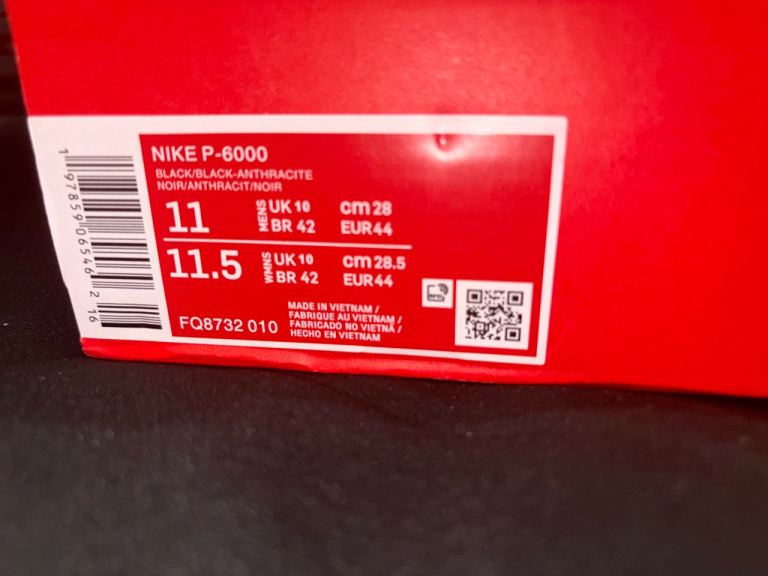 NIKE P-6000
BLACK/BLACK-ANTHRACITE
NOIR/ANTHRACIT/NOIR
11 MENS UK 10 cm 28
BR 42 EUR 44
11.5 WMNS UK 10 cm 28.5
BR 42 EUR 44
FQ8732 010
MADE IN VIETNAM /
FABRIQUE AU VIETNAM /
FABRICADO NO VIETNÃ /
HECHO EN VIETNAM
1 97859 06546 2 16